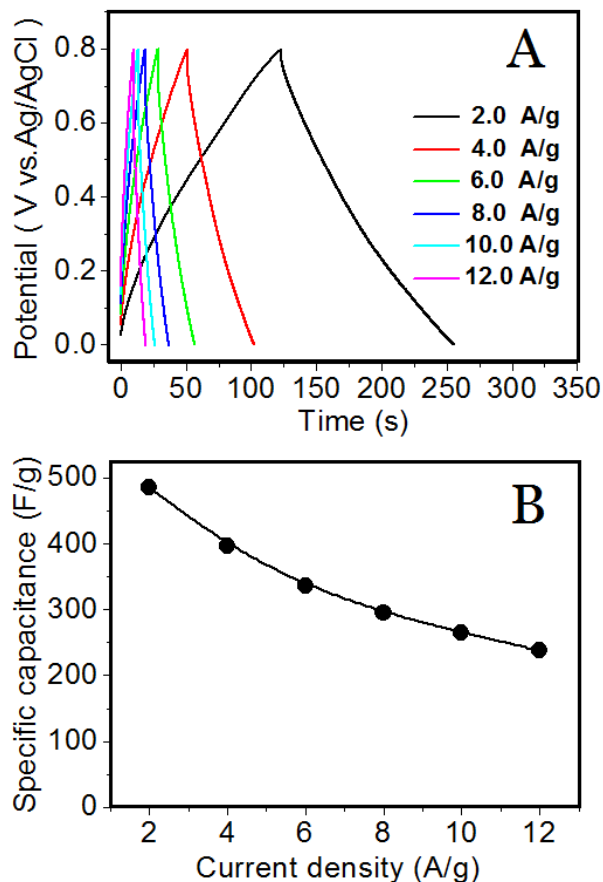 A
0.8
0.6
0.4
0.2
0.0
Potential ( V vs.Ag/AgCl)
2.0 A/g
4.0 A/g
6.0 A/g
8.0 A/g
10.0 A/g
12.0 A/g
0 50 100 150 200 250 300 350
Time (s)
B
500
400
300
200
100
0
Specific capacitance (F/g)
2 4 6 8 10 12
Current density (A/g)